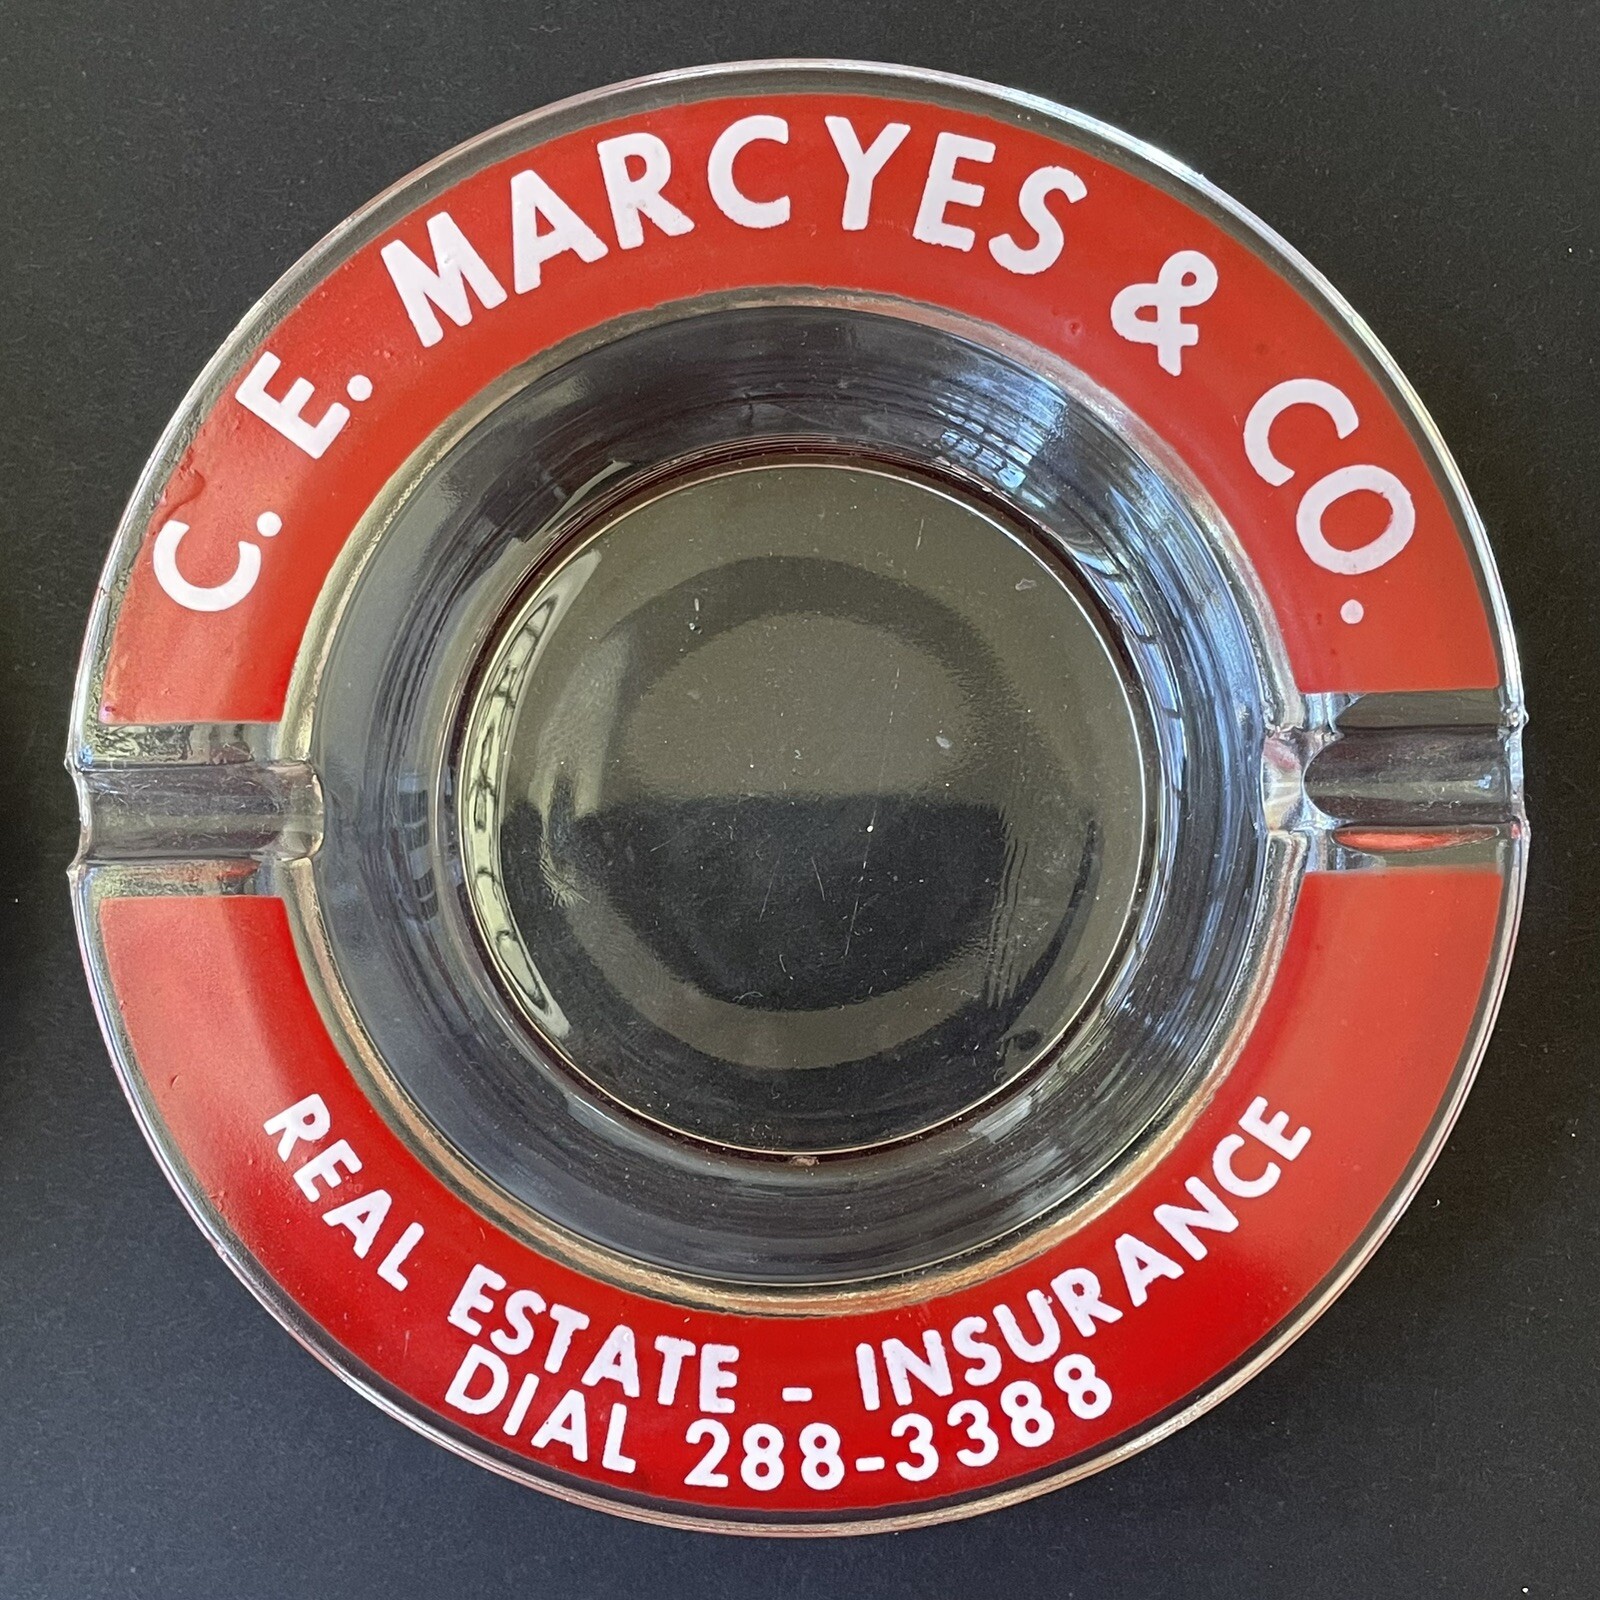 C. E. MARCYES & CO.
REAL ESTATE - INSURANCE
DIAL 288-3388